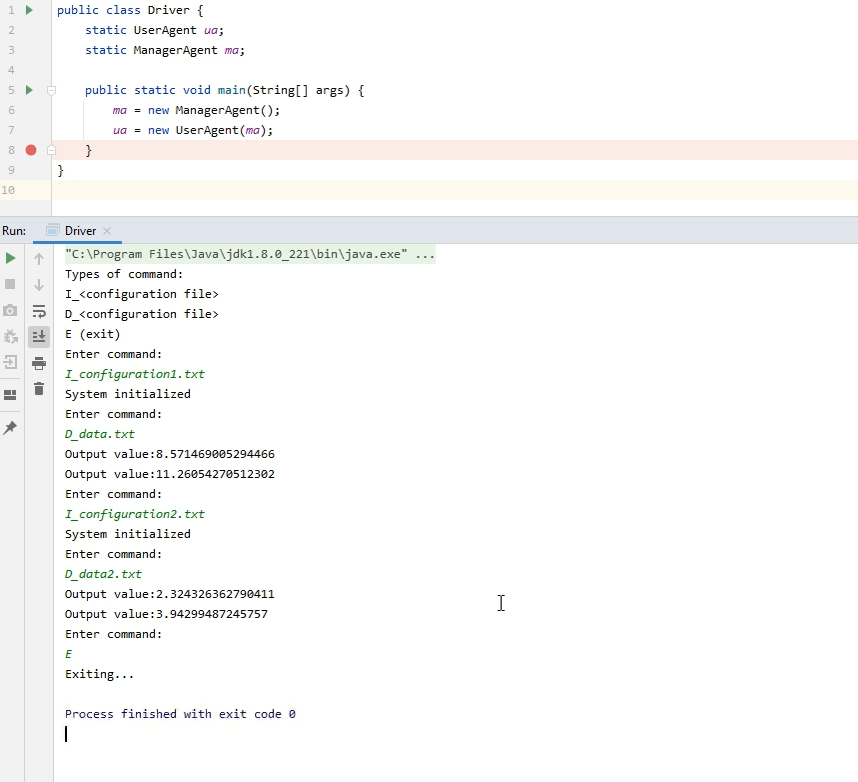 1 public class Driver {
2 static UserAgent ua;
3 static ManagerAgent ma;
4
5 public static void main(String[] args) {
6 ma = new ManagerAgent();
7 ua = new UserAgent(ma);
8 }
9 }
10
Run: Driver
"C:\Program Files\Java\jdk1.8.0_221\bin\java.exe" ...
Types of command:
I_<configuration file>
D_<configuration file>
E (exit)
Enter command:
I_configuration1.txt
System initialized
Enter command:
D_data.txt
Output value:8.571469005294466
Output value:11.26054270512302
Enter command:
I_configuration2.txt
System initialized
Enter command:
D_data2.txt
Output value:2.324326362790411
Output value:3.94299487245757
Enter command:
E
Exiting...
Process finished with exit code 0